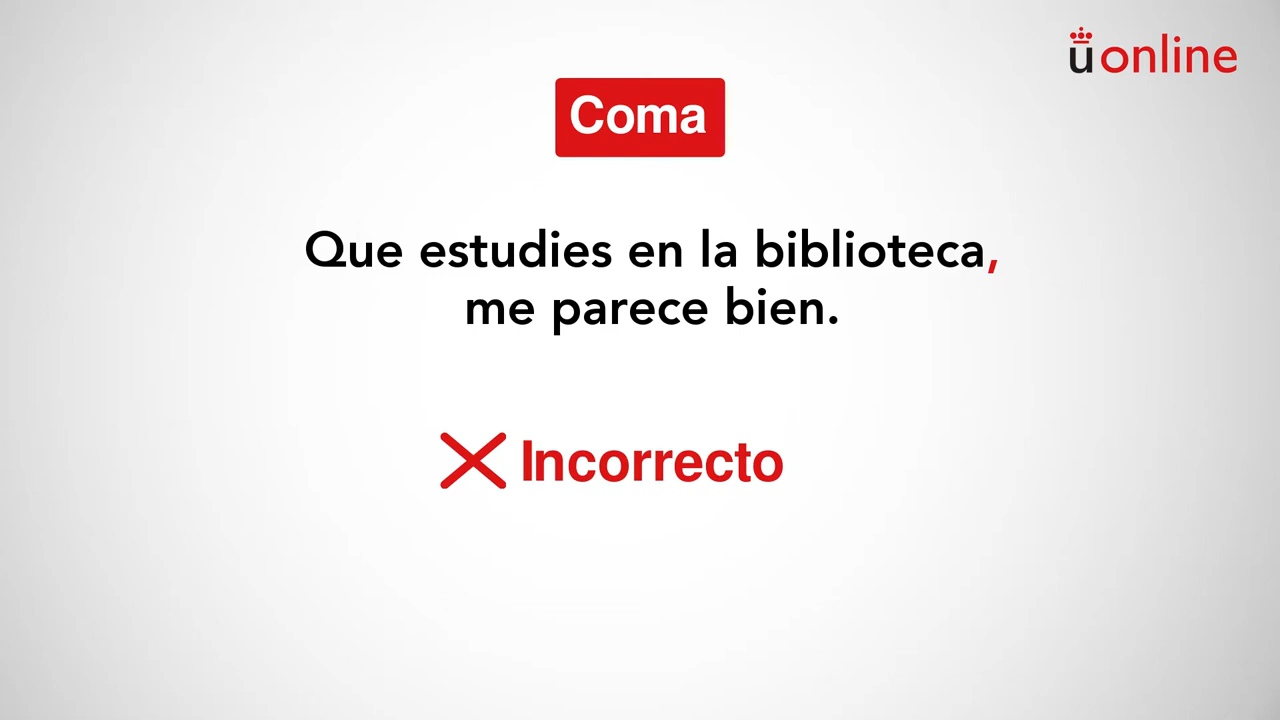 uonline
Coma
Que estudies en la biblioteca,
me parece bien.
Incorrecto